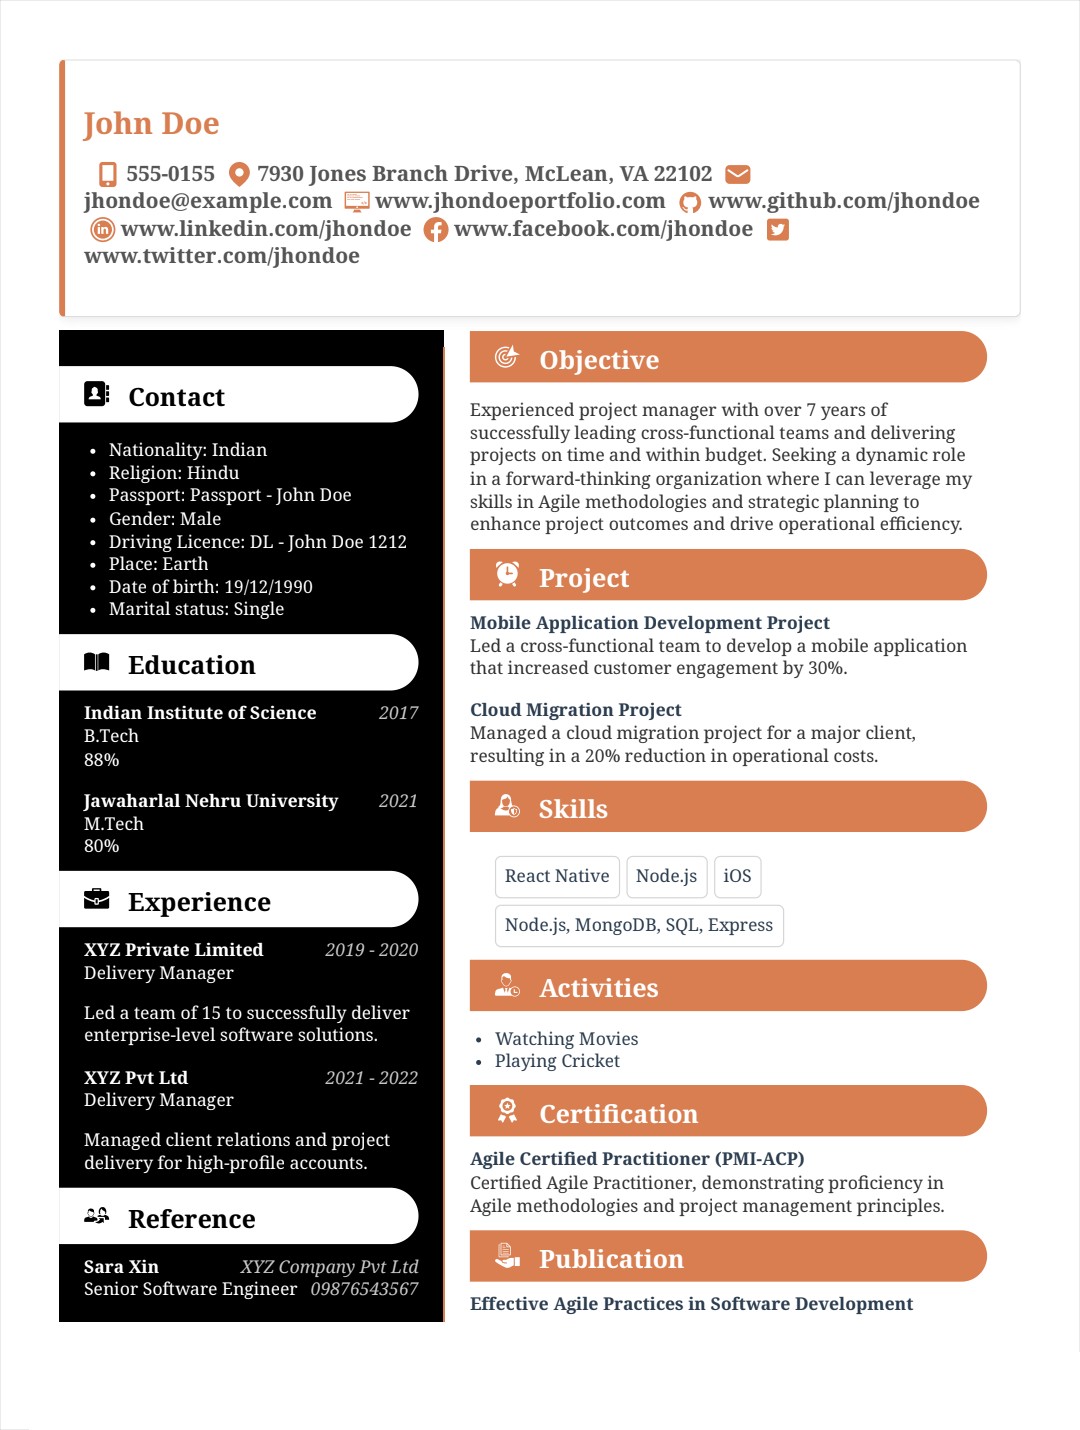 John Doe
555-0155 7930 Jones Branch Drive, McLean, VA 22102
jhondoe@example.com www.jhondoeportfolio.com www.github.com/jhondoe
www.linkedin.com/jhondoe www.facebook.com/jhondoe
www.twitter.com/jhondoe
Contact
• Nationality: Indian
• Religion: Hindu
• Passport: Passport - John Doe
• Gender: Male
• Driving Licence: DL - John Doe 1212
• Place: Earth
• Date of birth: 19/12/1990
• Marital status: Single
Education
Indian Institute of Science 2017
B.Tech
88%
Jawaharlal Nehru University 2021
M.Tech
80%
Experience
XYZ Private Limited 2019 - 2020
Delivery Manager
Led a team of 15 to successfully deliver
enterprise-level software solutions.
XYZ Pvt Ltd 2021 - 2022
Delivery Manager
Managed client relations and project
delivery for high-profile accounts.
Reference
Sara Xin XYZ Company Pvt Ltd
Senior Software Engineer 09876543567
Objective
Experienced project manager with over 7 years of
successfully leading cross-functional teams and delivering
projects on time and within budget. Seeking a dynamic role
in a forward-thinking organization where I can leverage my
skills in Agile methodologies and strategic planning to
enhance project outcomes and drive operational efficiency.
Project
Mobile Application Development Project
Led a cross-functional team to develop a mobile application
that increased customer engagement by 30%.
Cloud Migration Project
Managed a cloud migration project for a major client,
resulting in a 20% reduction in operational costs.
Skills
React Native Node.js iOS
Node.js, MongoDB, SQL, Express
Activities
• Watching Movies
• Playing Cricket
Certification
Agile Certified Practitioner (PMI-ACP)
Certified Agile Practitioner, demonstrating proficiency in
Agile methodologies and project management principles.
Publication
Effective Agile Practices in Software Development